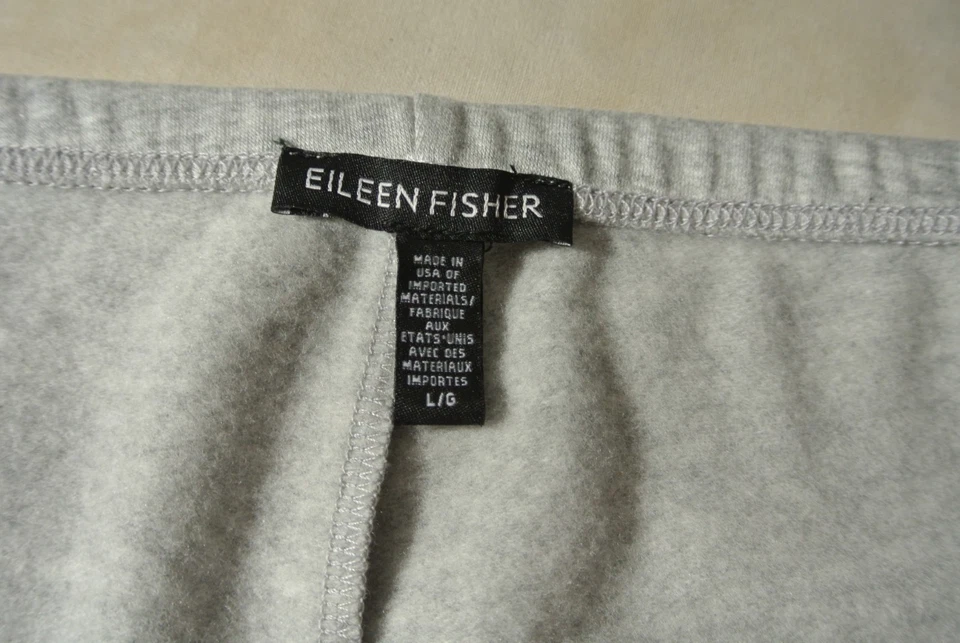 EILEEN FISHER
MADE IN
USA OF
IMPORTED
MATERIALS/
FABRIQUE
AUX
ETATS-UNIS
AVEC DES
MATERIAUX
IMPORTES
L/G